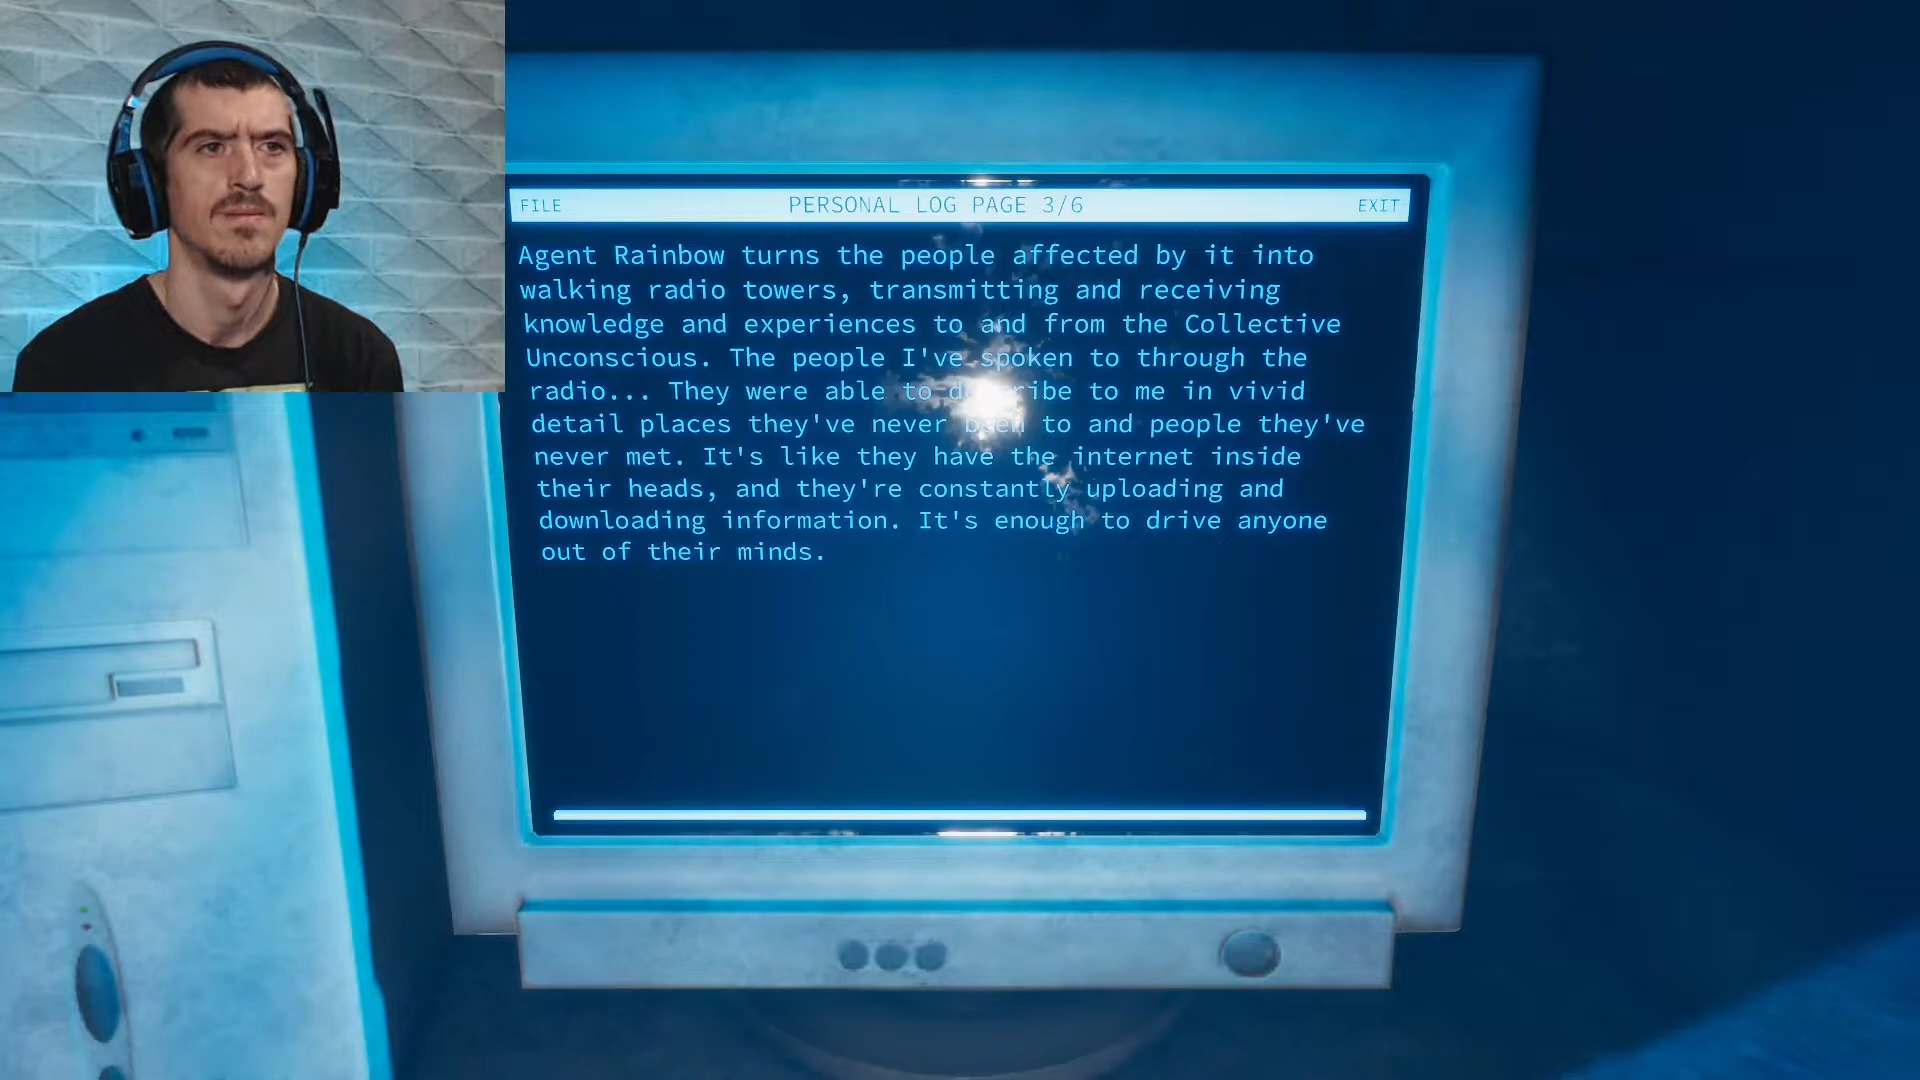 FILE
PERSONAL LOG PAGE 3/6
EXIT
Agent Rainbow turns the people affected by it into
walking radio towers, transmitting and receiving
knowledge and experiences to and from the Collective
Unconscious. The people I've spoken to through the
radio... They were able to describe to me in vivid
detail places they've never been to and people they've
never met. It's like they have the internet inside
their heads, and they're constantly uploading and
downloading information. It's enough to drive anyone
out of their minds.